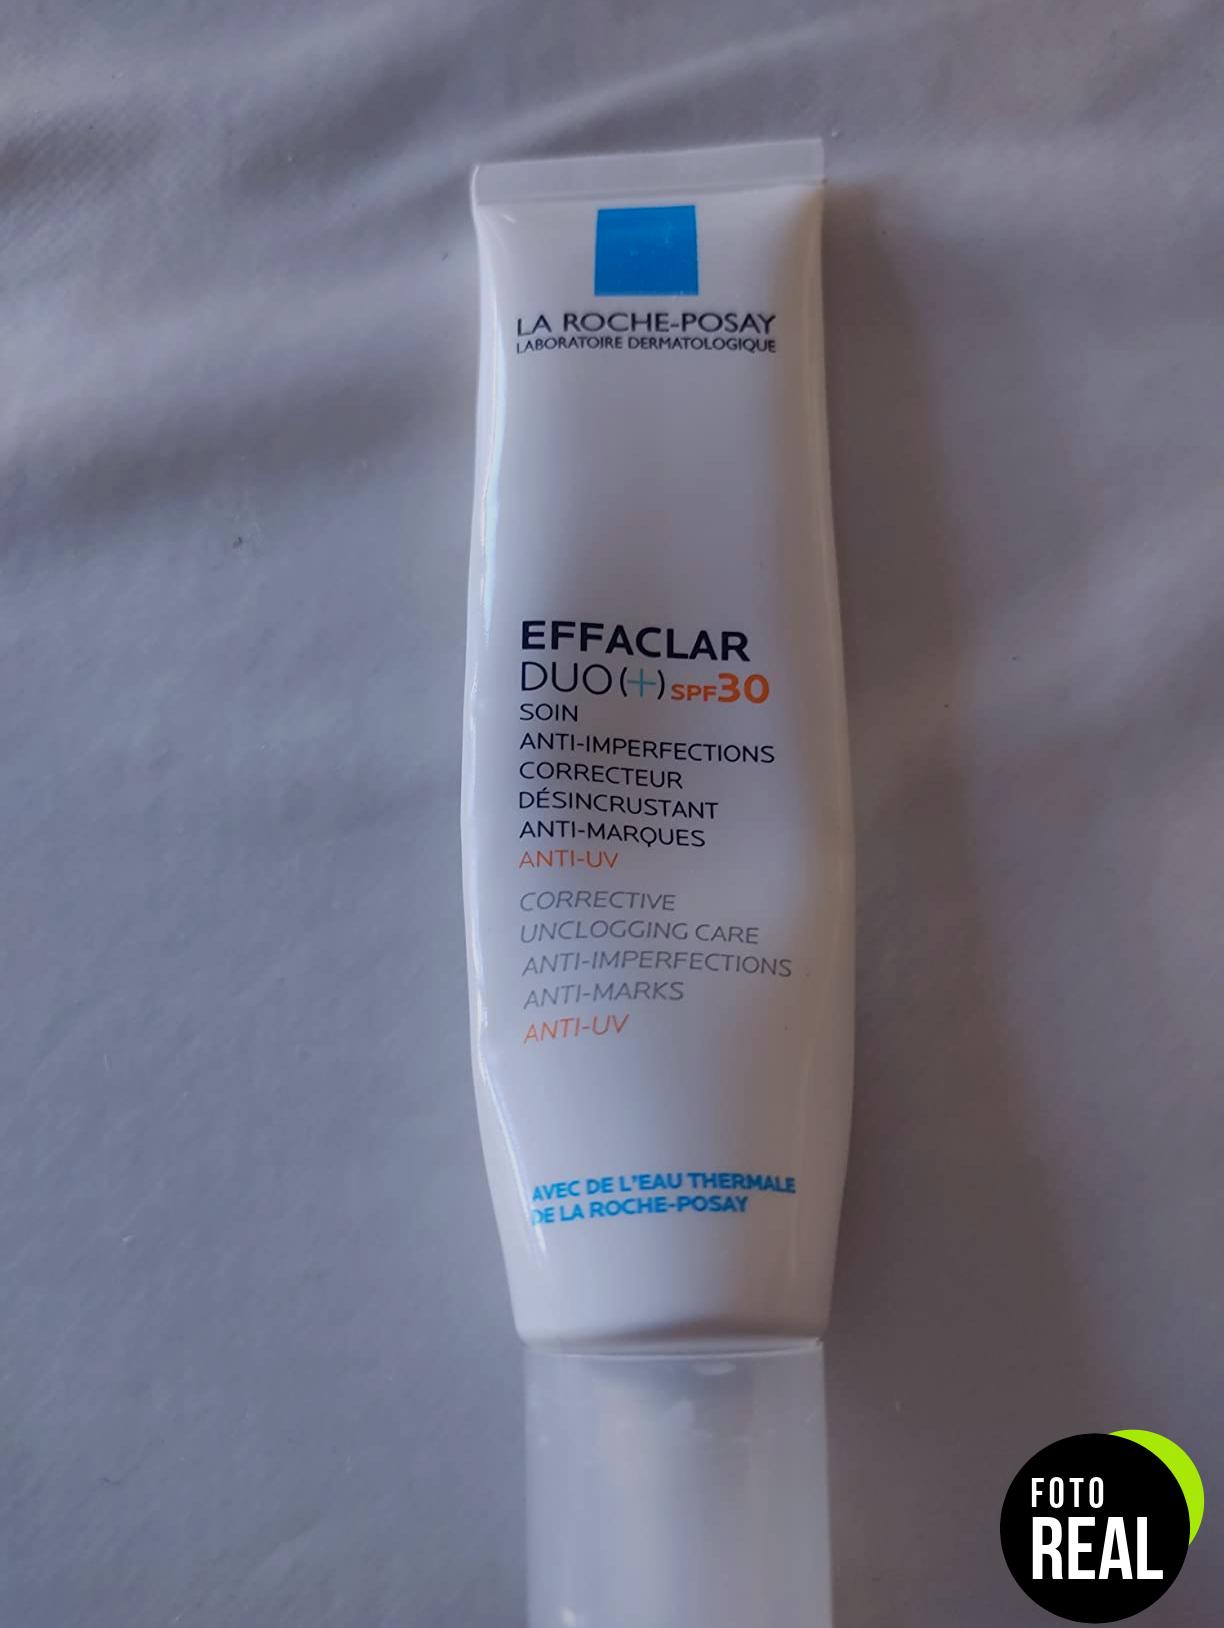 LA ROCHE-POSAY
LABORATOIRE DERMATOLOGIQUE
EFFACLAR
DUO(+) SPF30
SOIN
ANTI-IMPERFECTIONS
CORRECTEUR
DÉSINCRUSTANT
ANTI-MARQUES
ANTI-UV
CORRECTIVE
UNCLOGGING CARE
ANTI-IMPERFECTIONS
ANTI-MARKS
ANTI-UV
AVEC DE L'EAU THERMALE
DE LA ROCHE-POSAY
FOTO
REAL